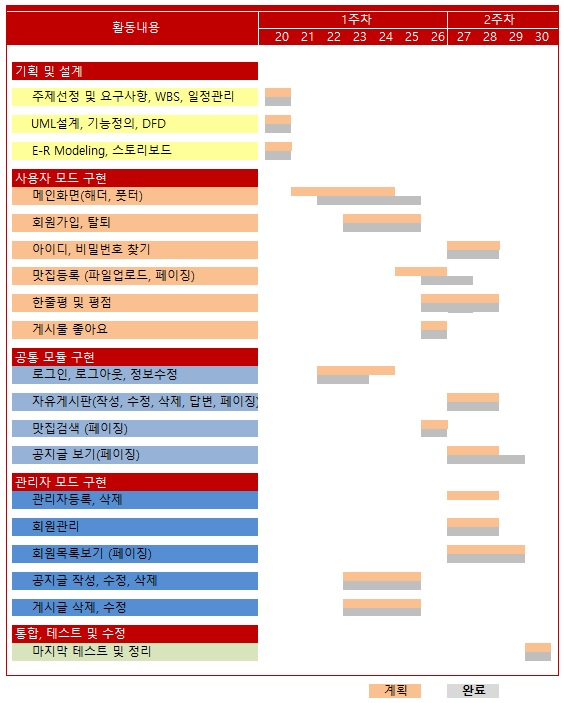 활동내용
1주차 2주차
20 21 22 23 24 25 26 27 28 29 30
기획 및 설계
주제선정 및 요구사항, WBS, 일정관리
UML설계, 기능정의, DFD
E-R Modeling, 스토리보드
사용자 모드 구현
메인화면(해더, 풋터)
회원가입, 탈퇴
아이디, 비밀번호 찾기
맛집등록 (파일업로드, 페이징)
한줄평 및 평점
게시물 좋아요
공통 모듈 구현
로그인, 로그아웃, 정보수정
자유게시판(작성, 수정, 삭제, 답변, 페이징)
맛집검색 (페이징)
공지글 보기(페이징)
관리자 모드 구현
관리자등록, 삭제
회원관리
회원목록보기 (페이징)
공지글 작성, 수정, 삭제
게시글 삭제, 수정
통합, 테스트 및 수정
마지막 테스트 및 정리
계획 완료